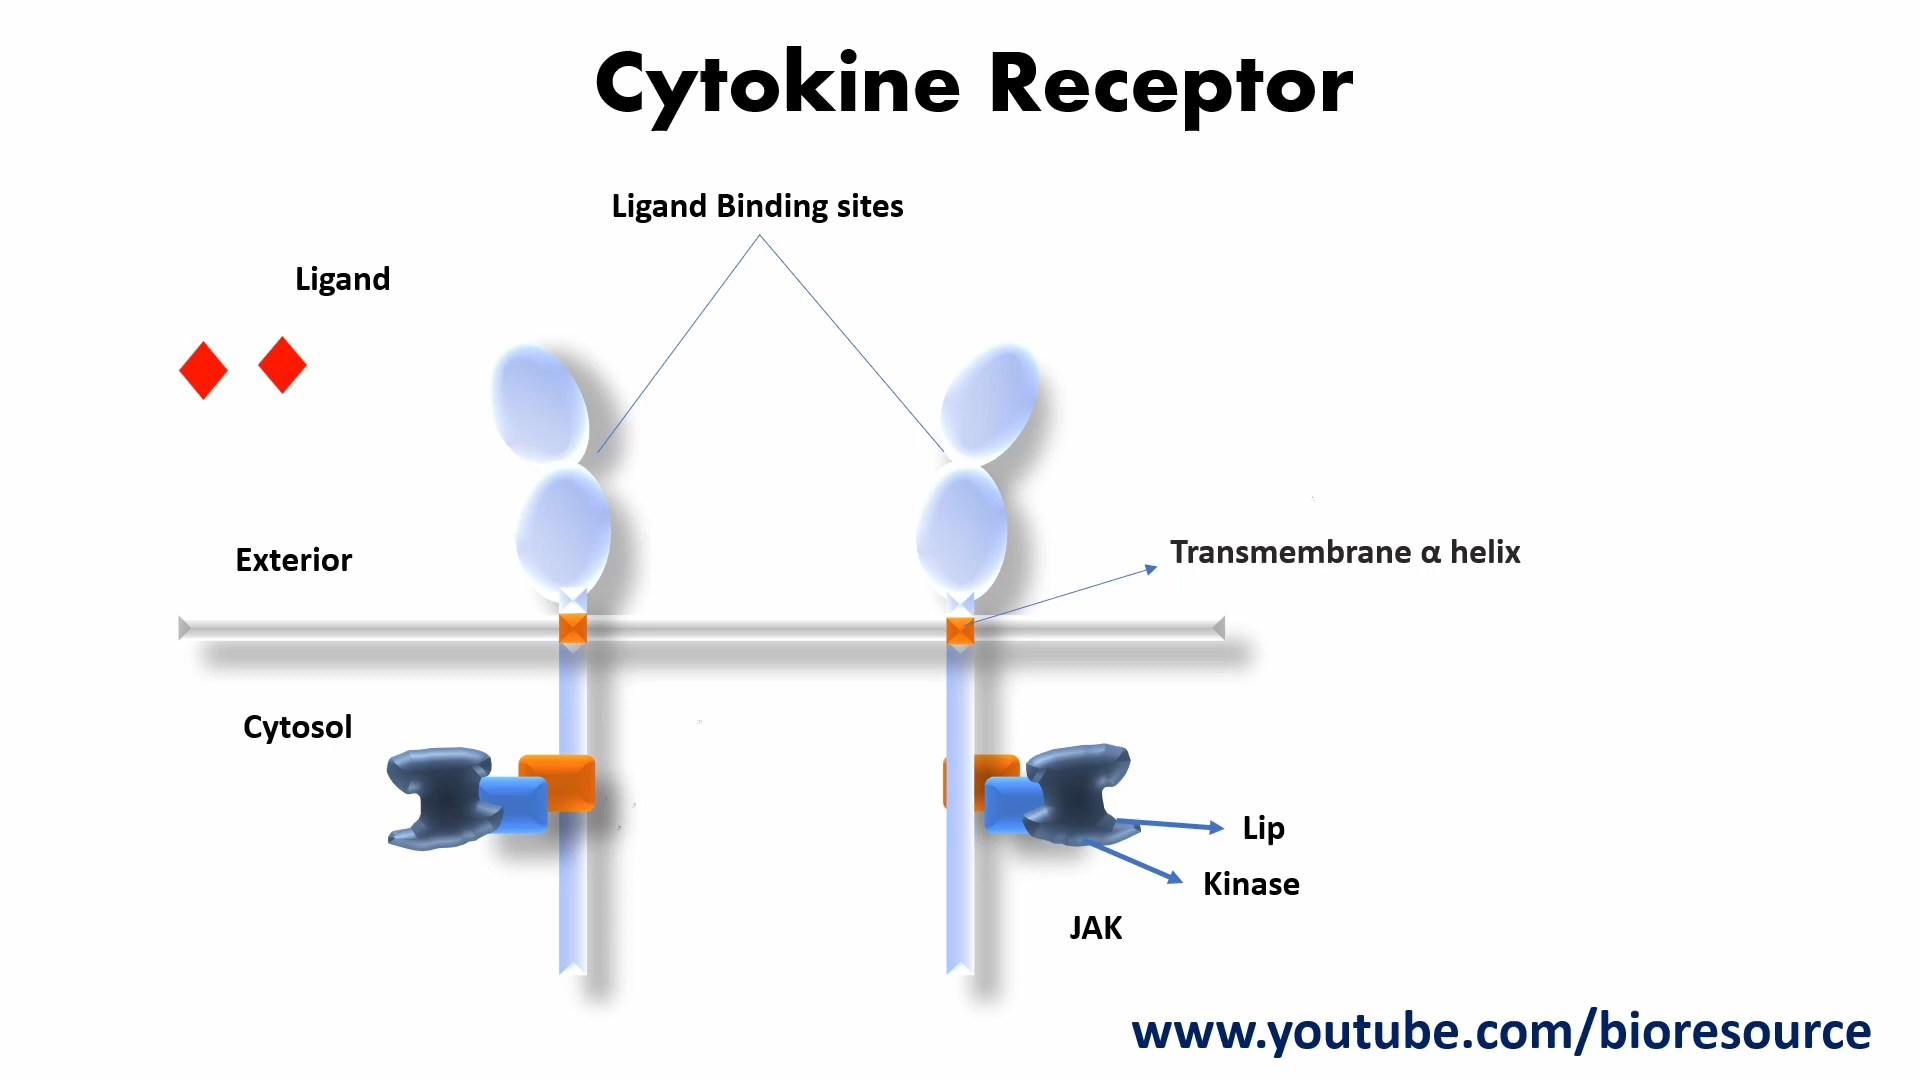 Cytokine Receptor
Ligand Binding sites
Ligand
Exterior
Transmembrane α helix
Cytosol
Lip
Kinase
JAK
www.youtube.com/bioresource